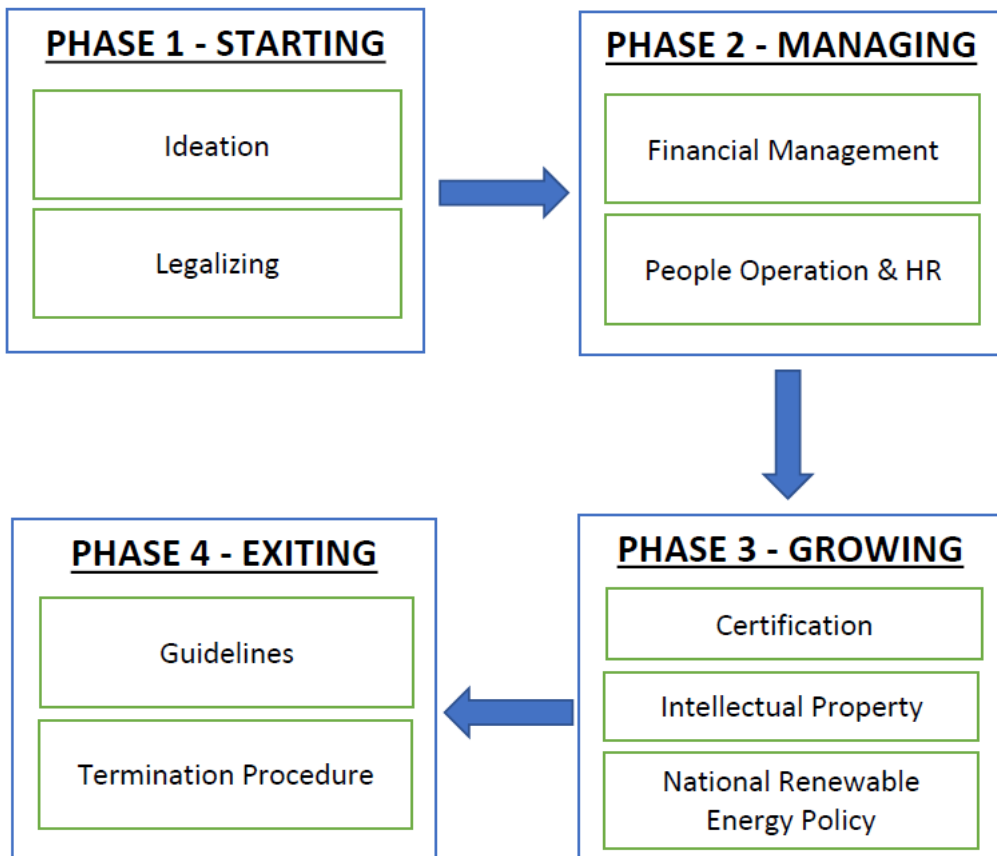 PHASE 1 - STARTING
Ideation
Legalizing
PHASE 2 - MANAGING
Financial Management
People Operation & HR
PHASE 3 - GROWING
Certification
Intellectual Property
National Renewable
Energy Policy
PHASE 4 - EXITING
Guidelines
Termination Procedure